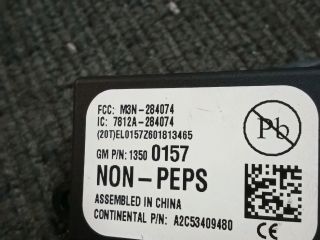 FCC: M3N-284074
IC: 7812A-284074
(20T)EL0157Z601813465
GM P/N: 1350 0157
NON-PEPS
ASSEMBLED IN CHINA
CONTINENTAL P/N: A2C53409480
Pb
CE